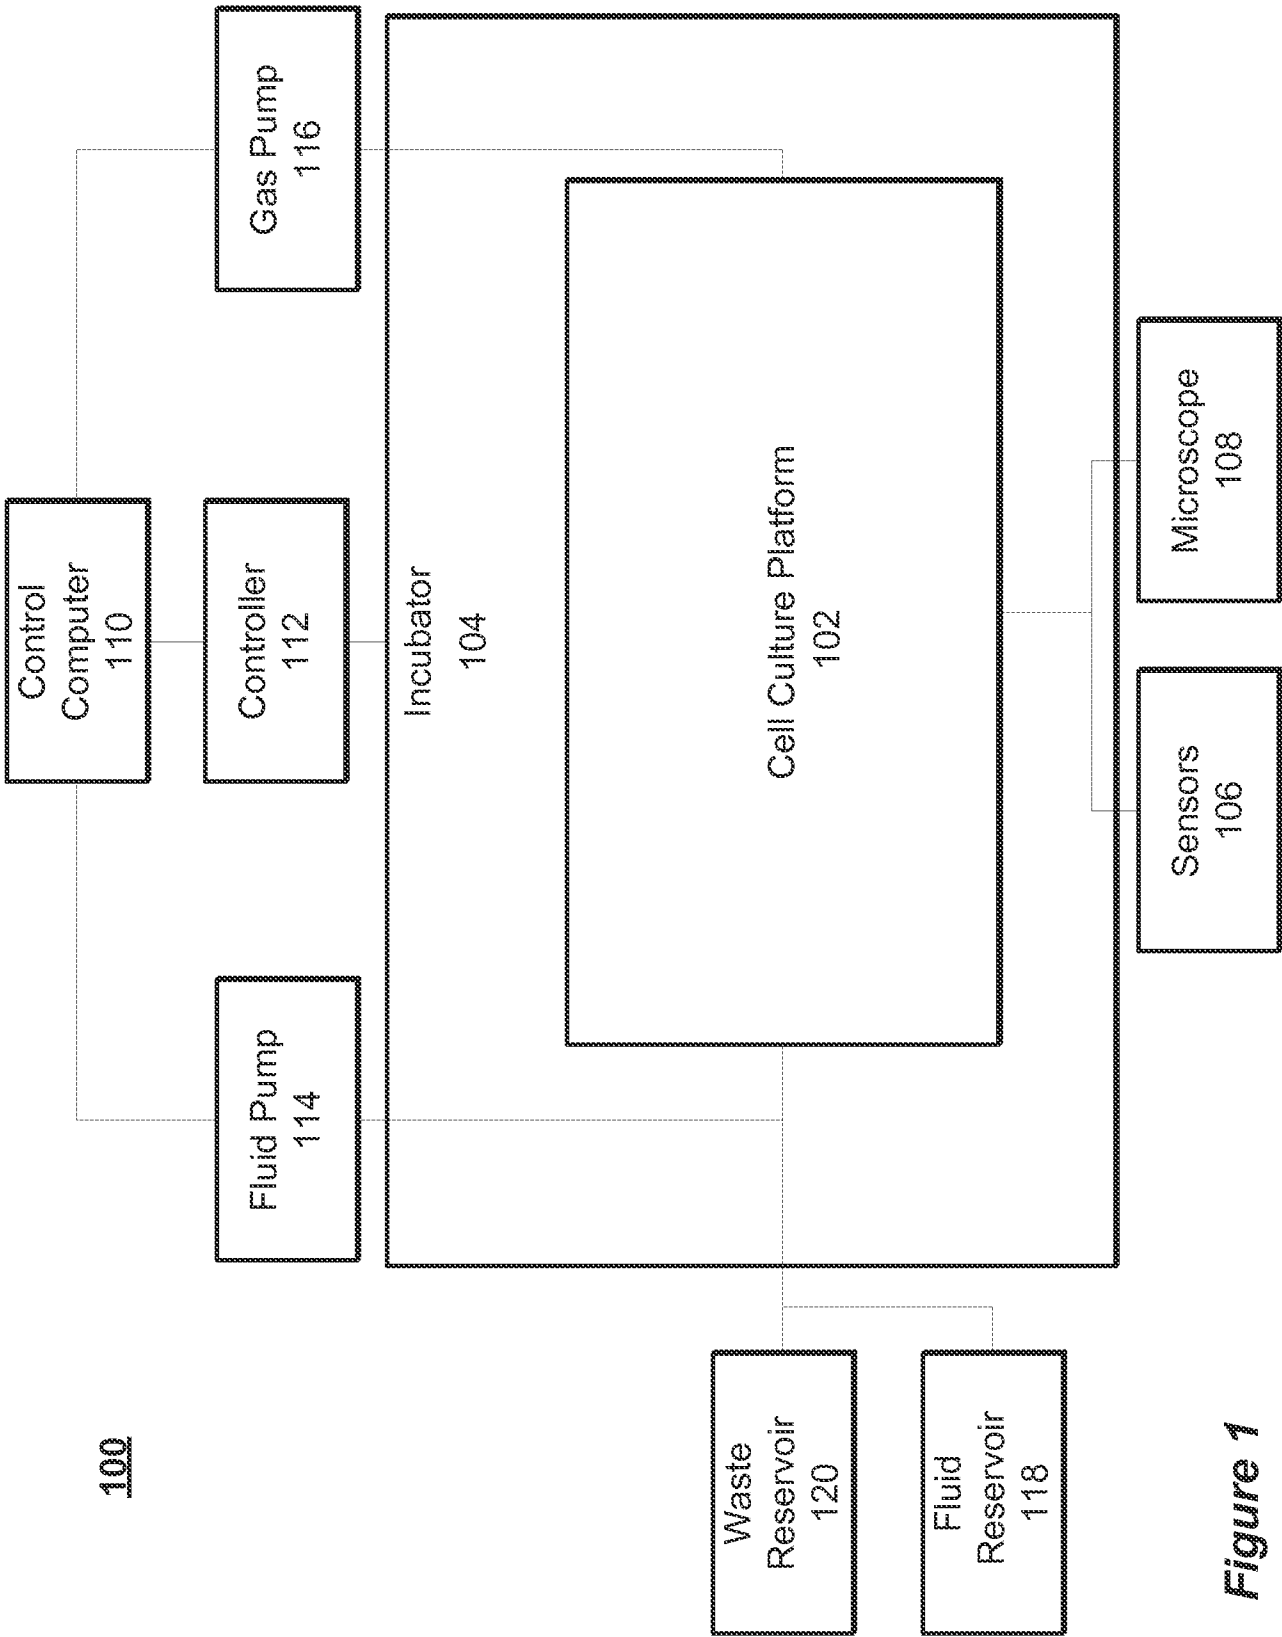 100
Control
Computer
110
Fluid Pump
114
Controller
112
Gas Pump
116
Incubator
104
Waste
Reservoir
120
Cell Culture Platform
102
Fluid
Reservoir
118
Sensors
106
Microscope
108
Figure 1